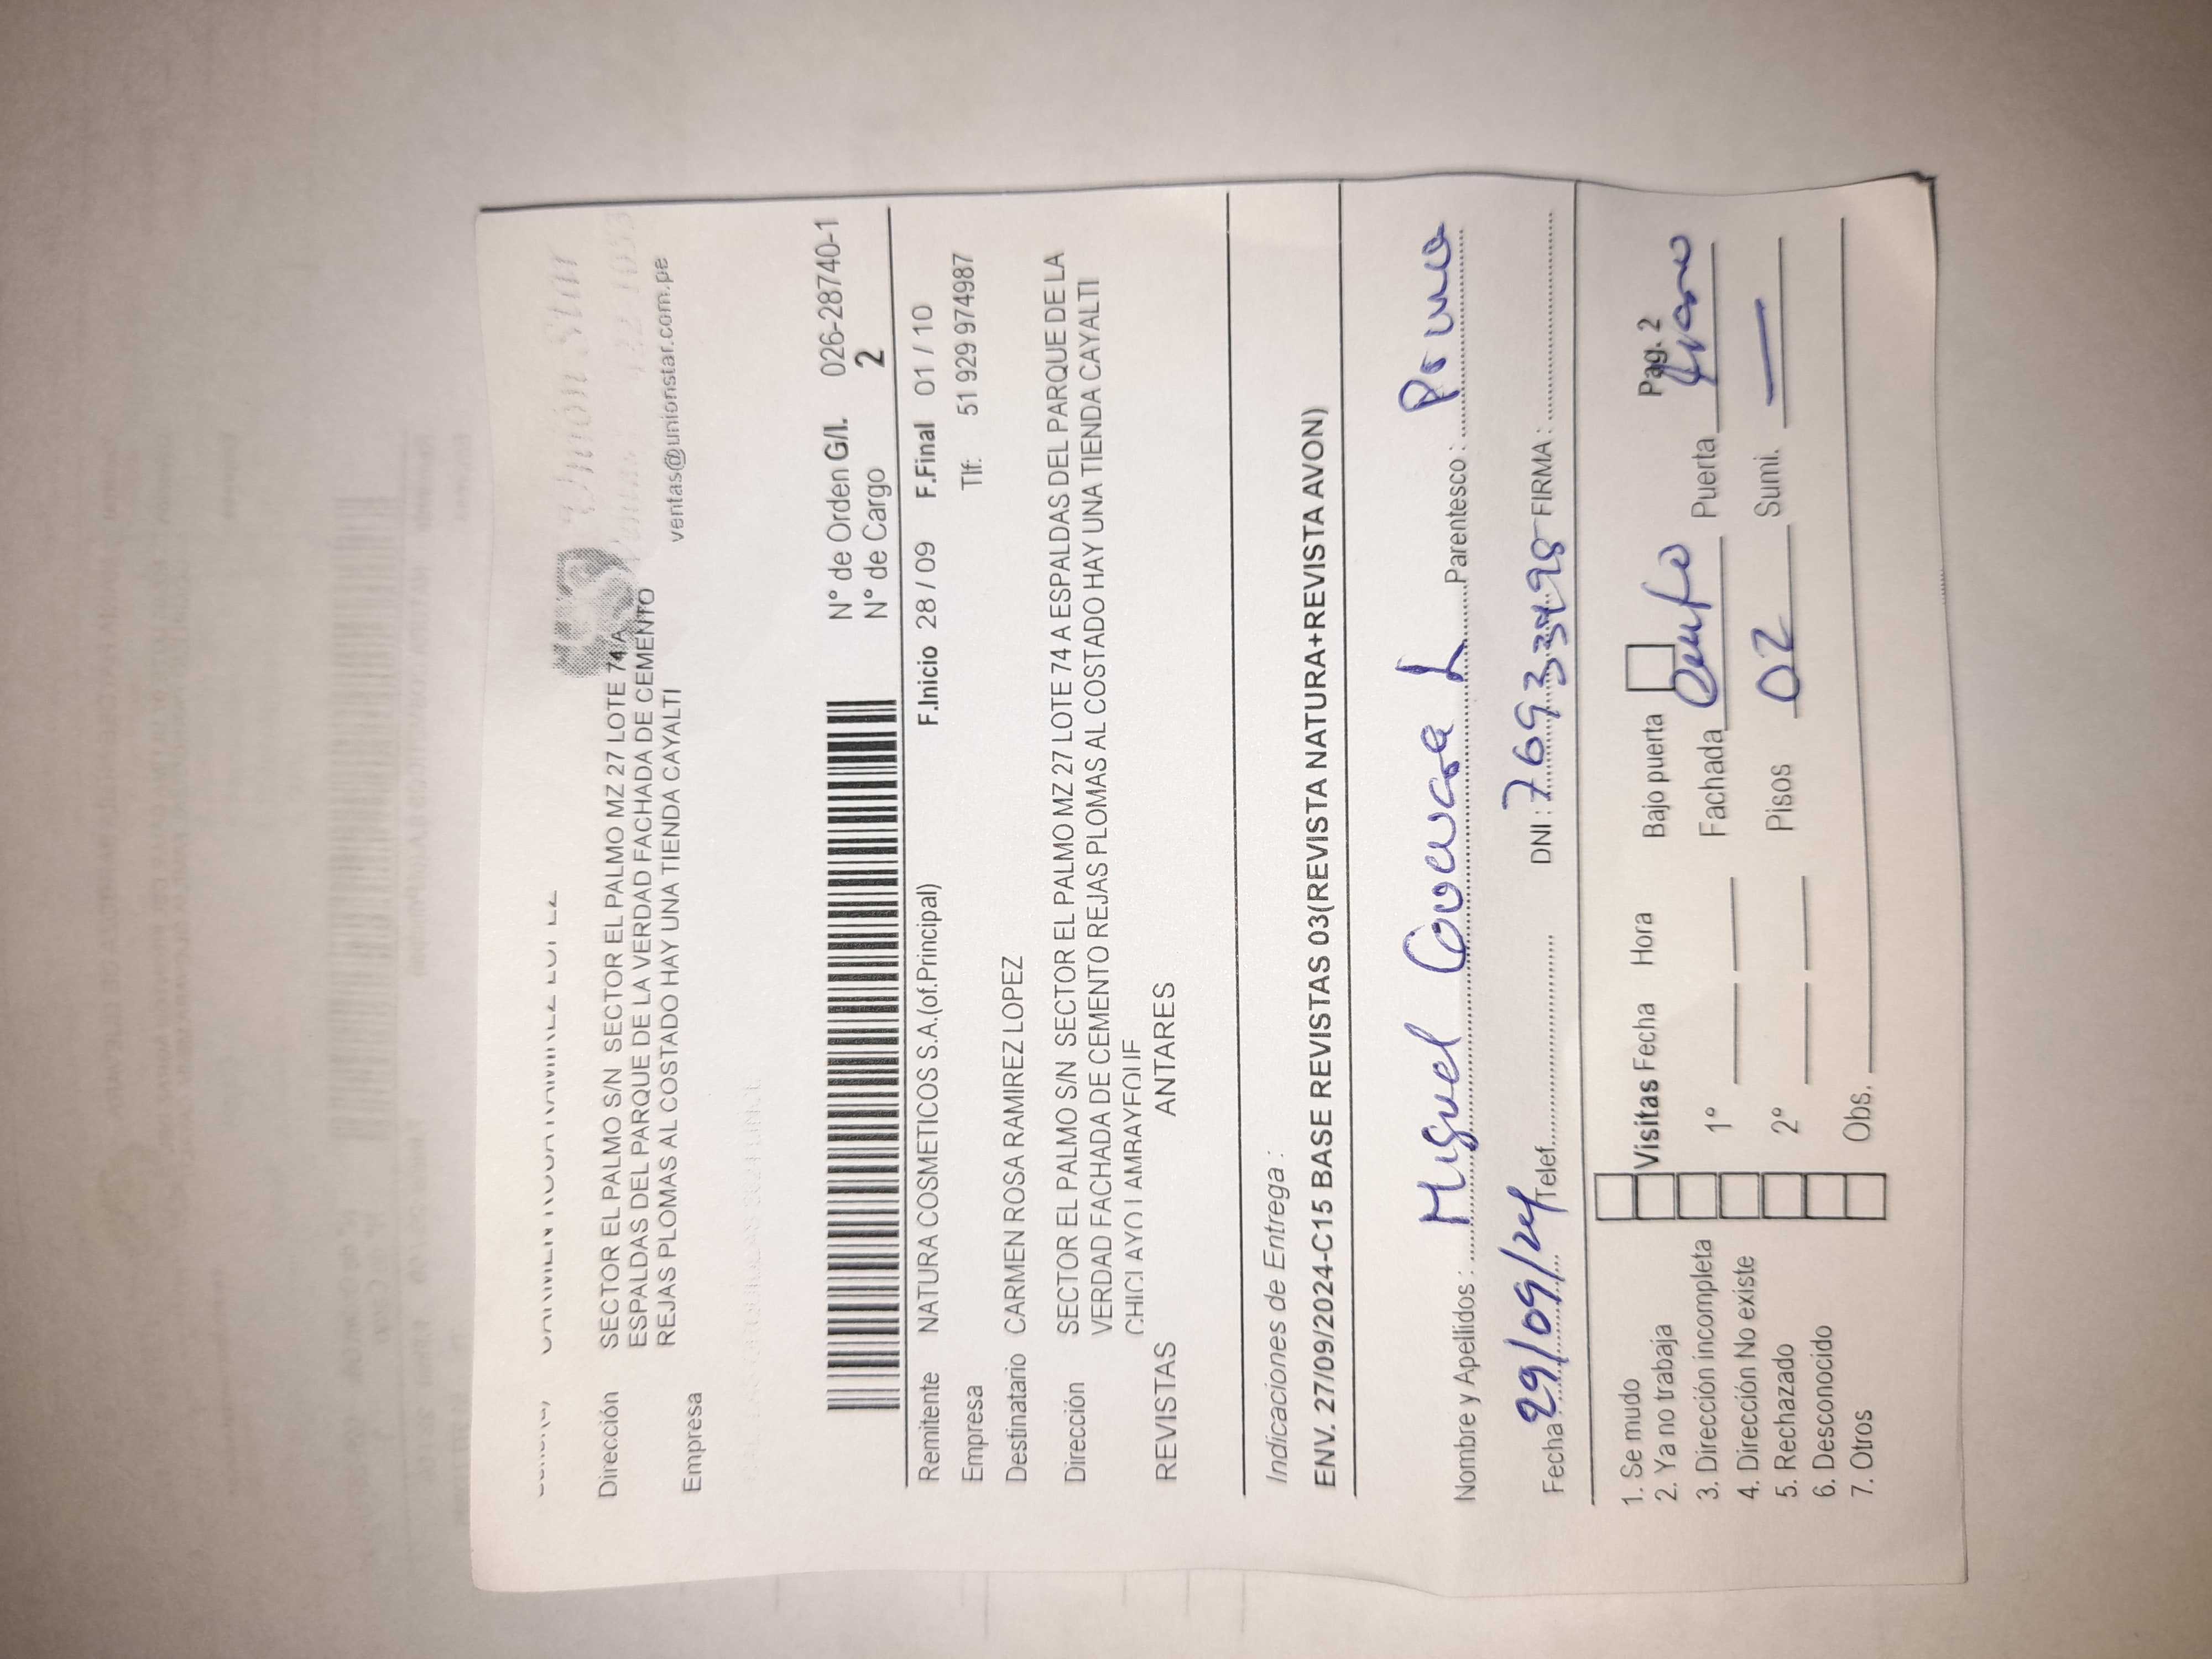 Unión Star
ventas@unionstar.com.pe
Dirección SECTOR EL PALMO S/N SECTOR EL PALMO MZ 27 LOTE 74 A
ESPALDAS DEL PARQUE DE LA VERDAD FACHADA DE CEMENTO
REJAS PLOMAS AL COSTADO HAY UNA TIENDA CAYALTI
Empresa
N° de Orden G/I. 026-28740-1
N° de Cargo 2
F.Inicio 28 / 09 F.Final 01 / 10
Remitente NATURA COSMETICOS S.A.(of.Principal)
Empresa Tlf. 51 929 974987
Destinatario CARMEN ROSA RAMIREZ LOPEZ
Dirección SECTOR EL PALMO S/N SECTOR EL PALMO MZ 27 LOTE 74 A ESPALDAS DEL PARQUE DE LA
VERDAD FACHADA DE CEMENTO REJAS PLOMAS AL COSTADO HAY UNA TIENDA CAYALTI
REVISTAS ANTARES
Indicaciones de Entrega :
ENV. 27/09/2024-C15 BASE REVISTAS 03(REVISTA NATURA+REVISTA AVON)
Nombre y Apellidos : Miguel L Parentesco : Primo
Fecha 29/09/24 Telef. DNI : 76933498 FIRMA :
Pag. 2
1. Se mudo Visitas Fecha Hora Bajo puerta
2. Ya no trabaja
3. Dirección incompleta 1° Fachada Puerta
4. Dirección No existe
5. Rechazado 2° Pisos 02 Sumi. —
6. Desconocido
7. Otros Obs.